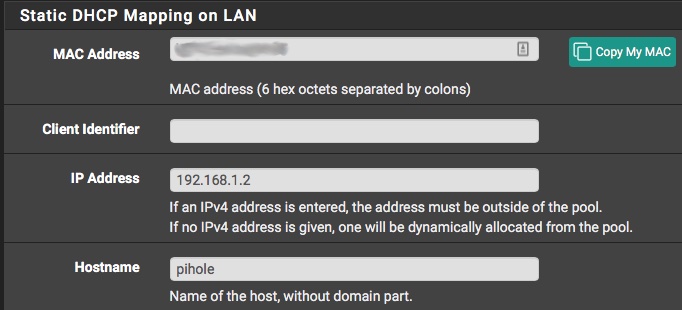 Static DHCP Mapping on LAN
MAC Address
Copy My MAC
MAC address (6 hex octets separated by colons)
Client Identifier
IP Address
192.168.1.2
If an IPv4 address is entered, the address must be outside of the pool.
If no IPv4 address is given, one will be dynamically allocated from the pool.
Hostname
pihole
Name of the host, without domain part.